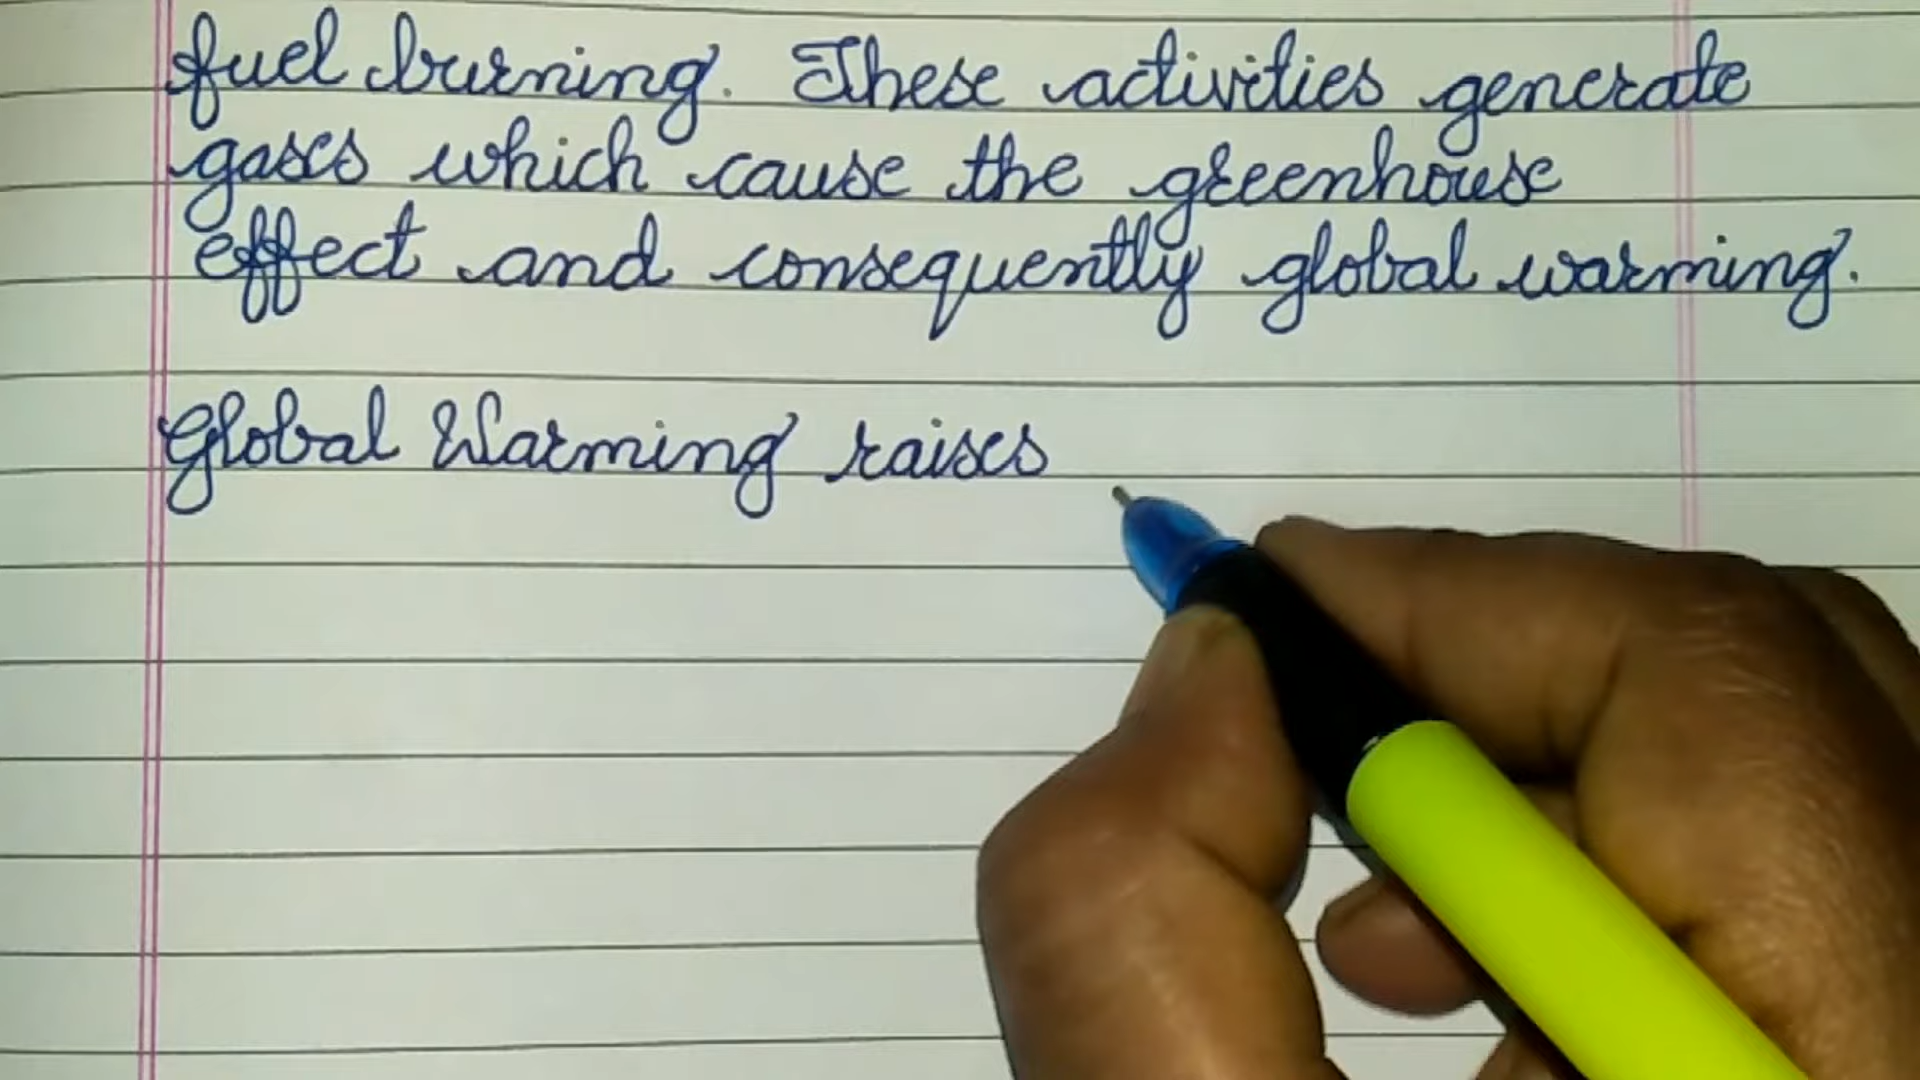 fuel burning. These activities generate
gases which cause the greenhouse
effect and consequently global warming.
Global Warming raises